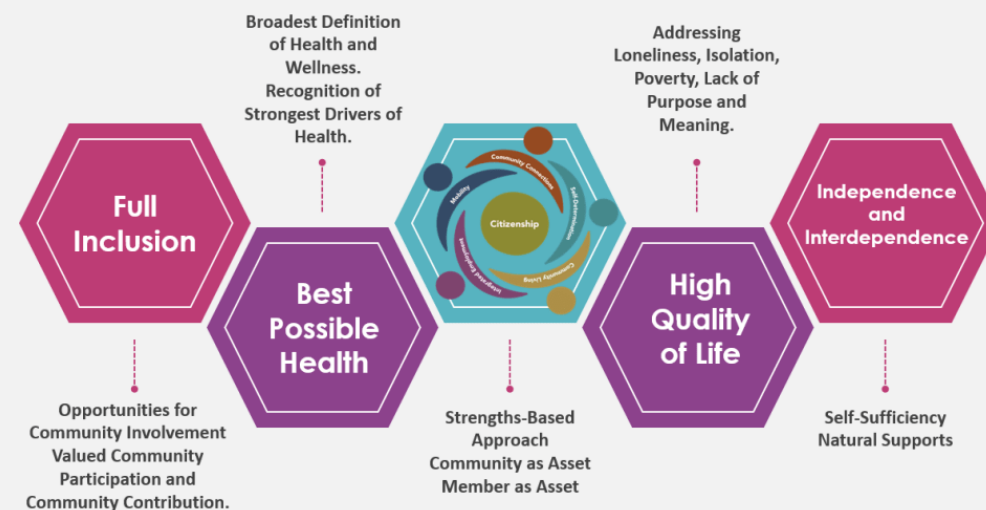 Broadest Definition
of Health and
Wellness.
Recognition of
Strongest Drivers of
Health.
Addressing
Loneliness, Isolation,
Poverty, Lack of
Purpose and
Meaning.
Full
Inclusion
Best
Possible
Health
Community Connections
Self-Determination
Community Living
Integrated Employment
Mobility
Citizenship
High
Quality
of Life
Independence
and
Interdependence
Opportunities for
Community Involvement
Valued Community
Participation and
Community Contribution.
Strengths-Based
Approach
Community as Asset
Member as Asset
Self-Sufficiency
Natural Supports